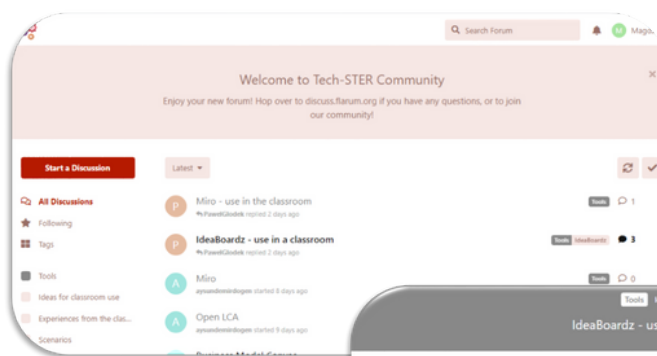 Search Forum
M Mago..
Welcome to Tech-STER Community
Enjoy your new forum! Hop over to discuss.flarum.org if you have any questions, or to join
our community!
Start a Discussion
Latest
All Discussions
Following
Tags
Tools
Ideas for classroom use
Experiences from the clas...
Scenarios
P Miro - use in the classroom
PawelGlodek replied 2 days ago
Tools 1
P IdeaBoardz - use in a classroom
PawelGlodek replied 2 days ago
Tools IdeaBoardz 3
A Miro
aysundemirdogen started 8 days ago
Tools 0
A Open LCA
aysundemirdogen started 9 days ago
Business Model Canvas
Tools
IdeaBoardz - us